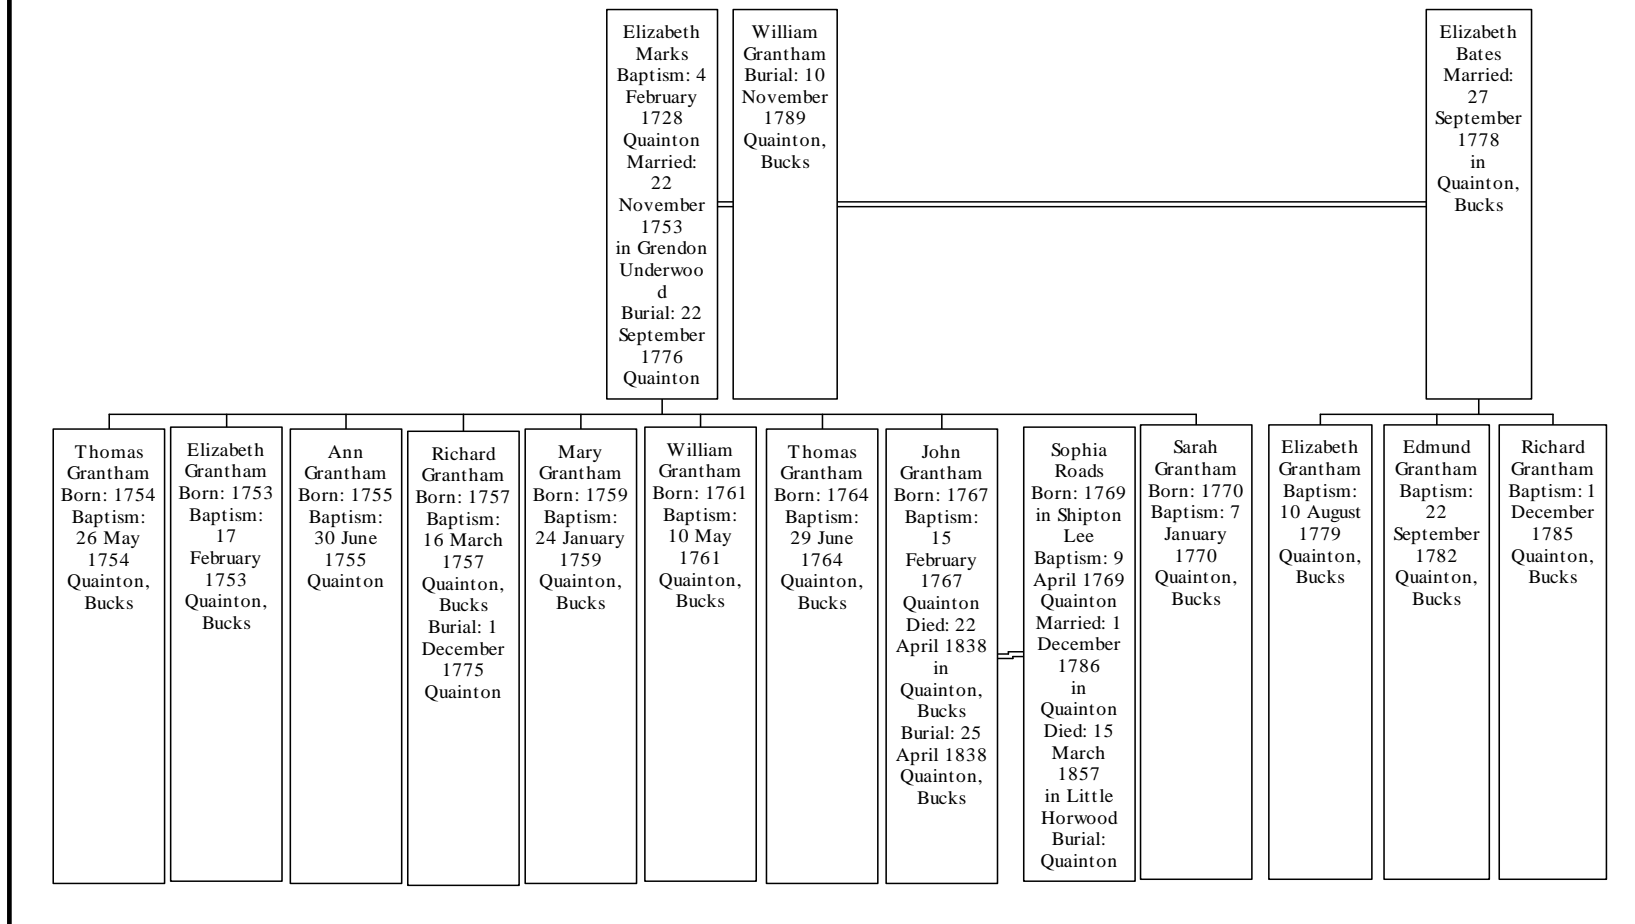 Elizabeth
Marks
Baptism: 4
February
1728
Quainton
Married:
22
November
1753
in Grendon
Underwoo
d
Burial: 22
September
1776
Quainton
William
Grantham
Burial: 10
November
1789
Quainton,
Bucks
Elizabeth
Bates
Married:
27
September
1778
in
Quainton,
Bucks
Thomas
Grantham
Born: 1754
Baptism:
26 May
1754
Quainton,
Bucks
Elizabeth
Grantham
Born: 1753
Baptism:
17
February
1753
Quainton,
Bucks
Ann
Grantham
Born: 1755
Baptism:
30 June
1755
Quainton
Richard
Grantham
Born: 1757
Baptism:
16 March
1757
Quainton,
Bucks
Burial: 1
December
1775
Quainton
Mary
Grantham
Born: 1759
Baptism:
24 January
1759
Quainton,
Bucks
William
Grantham
Born: 1761
Baptism:
10 May
1761
Quainton,
Bucks
Thomas
Grantham
Born: 1764
Baptism:
29 June
1764
Quainton,
Bucks
John
Grantham
Born: 1767
Baptism:
15
February
1767
Quainton
Died: 22
April 1838
in
Quainton,
Bucks
Burial: 25
April 1838
Quainton,
Bucks
Sophia
Roads
Born: 1769
in Shipton
Lee
Baptism: 9
April 1769
Quainton
Married: 1
December
1786
in
Quainton
Died: 15
March
1857
in Little
Horwood
Burial:
Quainton
Sarah
Grantham
Born: 1770
Baptism: 7
January
1770
Quainton,
Bucks
Elizabeth
Grantham
Baptism:
10 August
1779
Quainton,
Bucks
Edmund
Grantham
Baptism:
22
September
1782
Quainton,
Bucks
Richard
Grantham
Baptism: 1
December
1785
Quainton,
Bucks